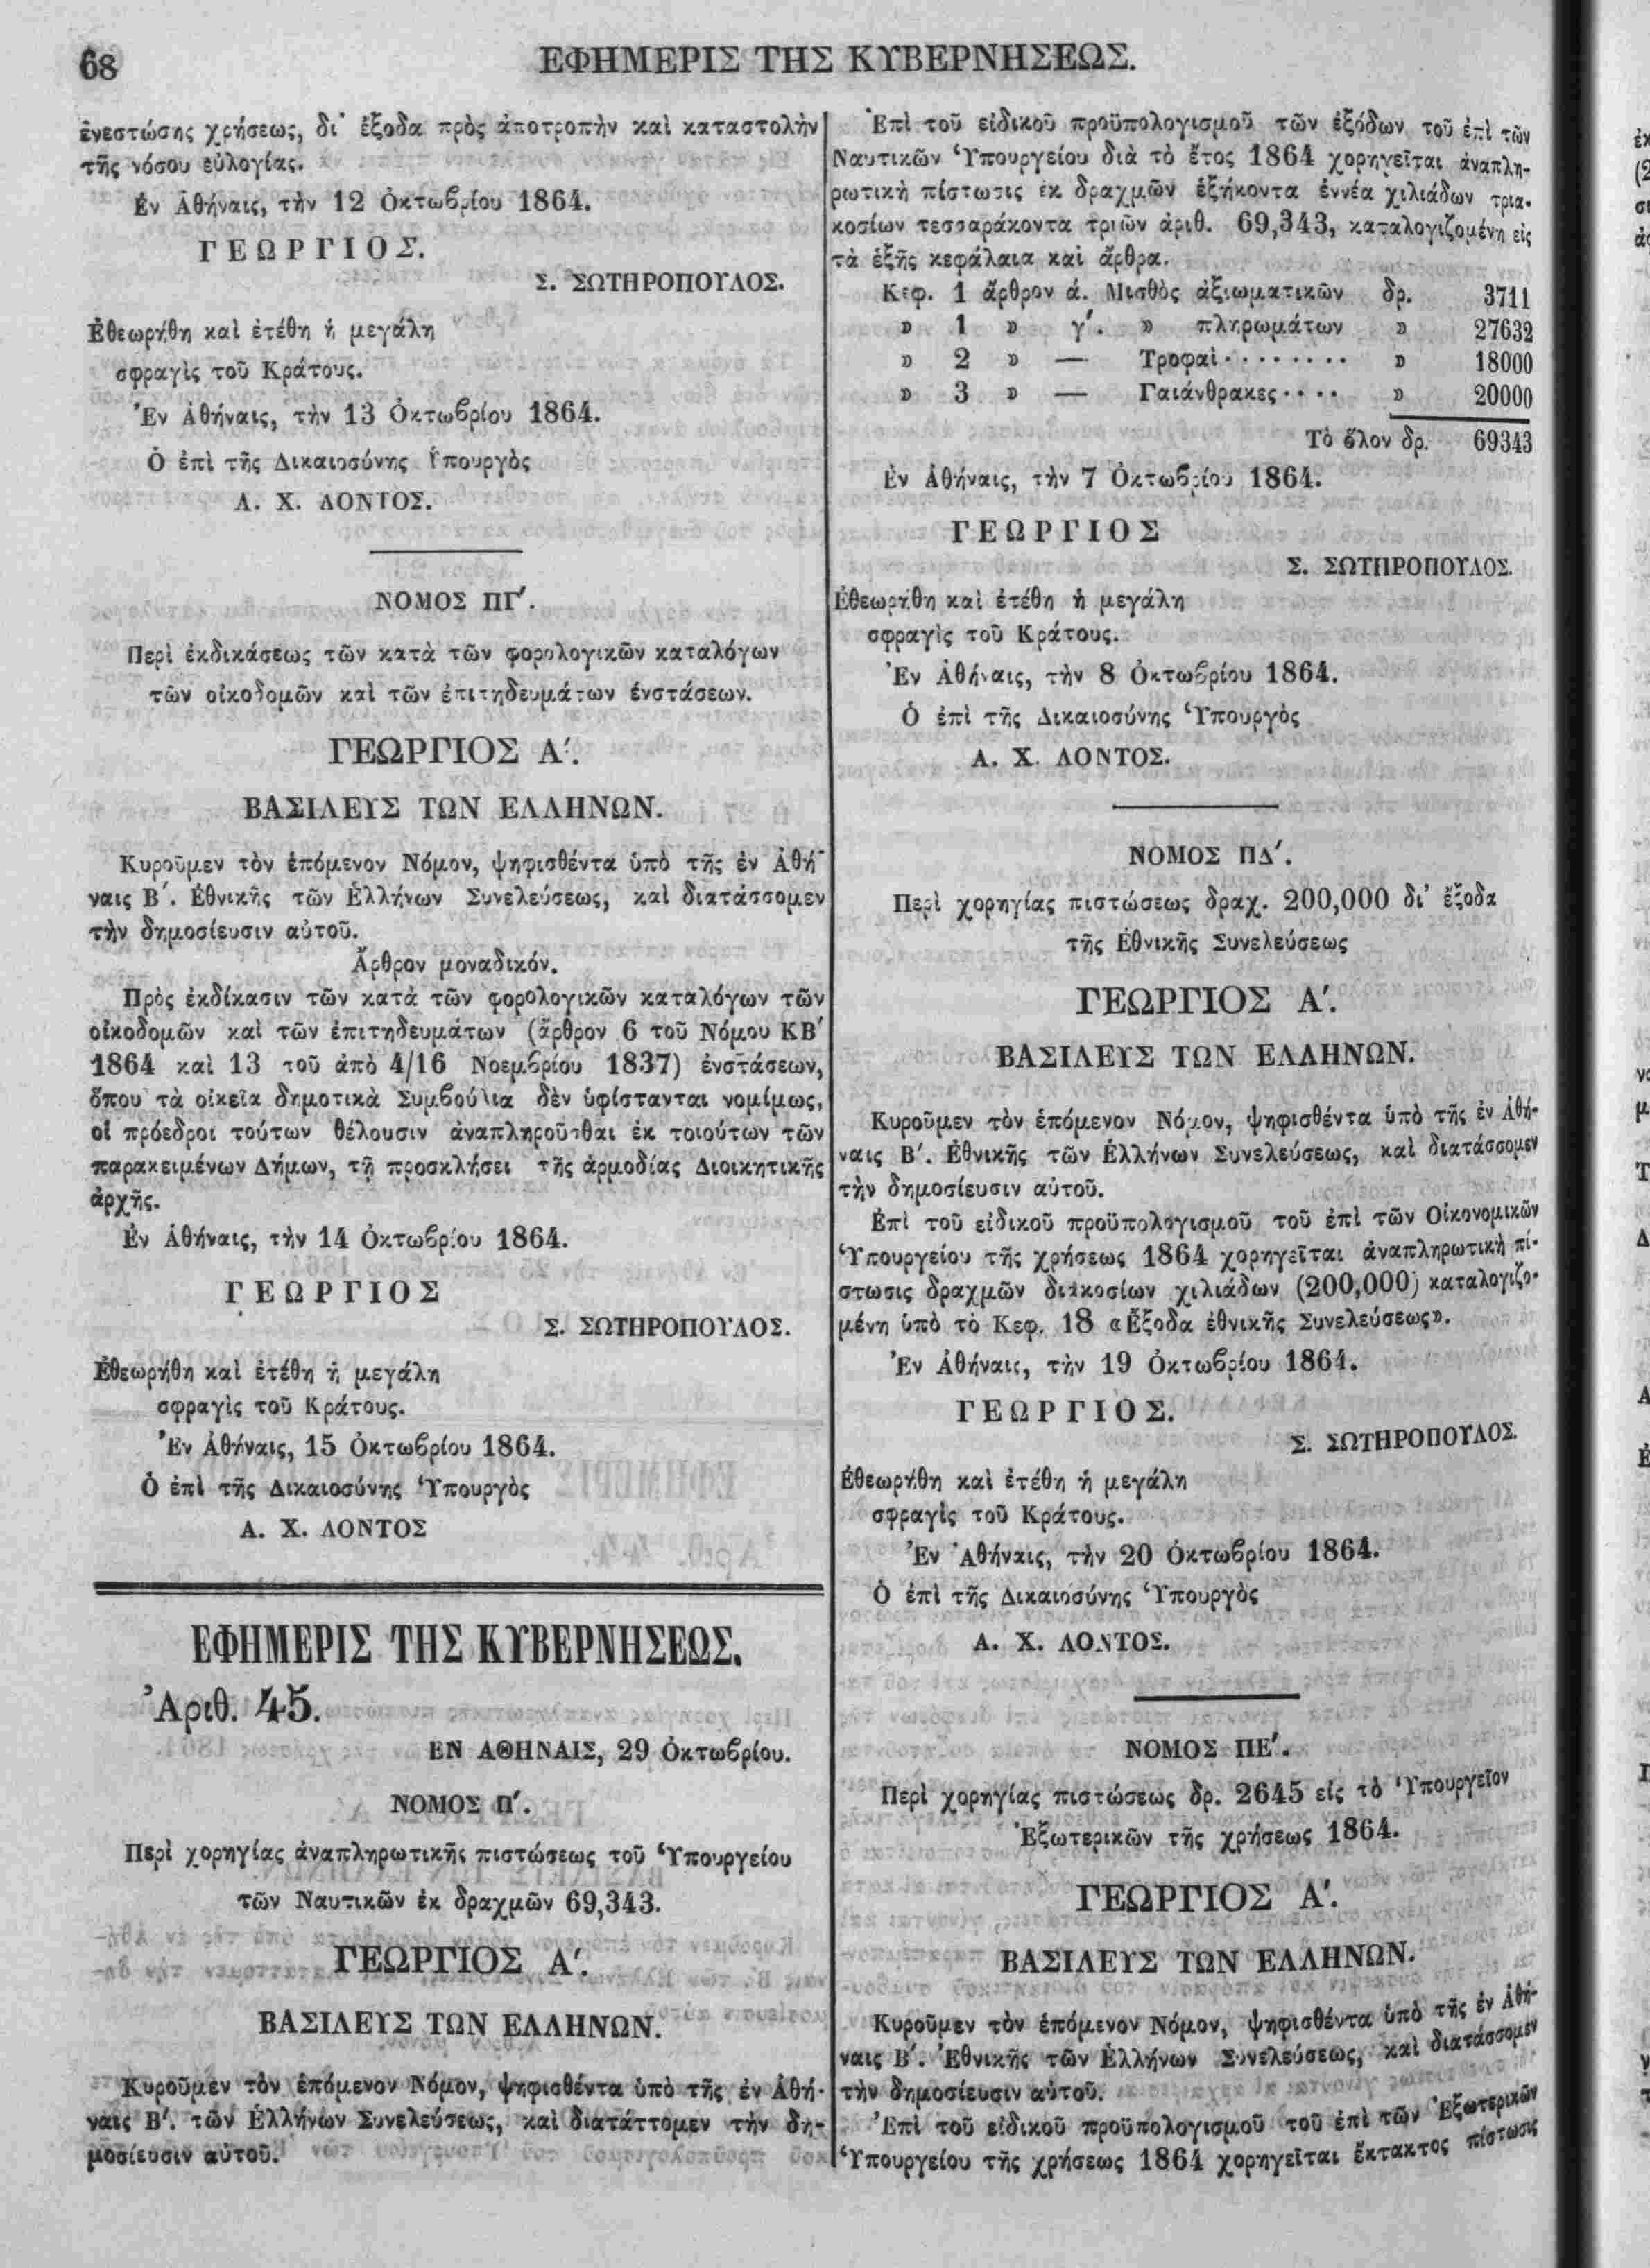 68
ΕΦΗΜΕΡΙΣ ΤΗΣ ΚΥΒΕΡΝΗΣΕΩΣ.
ἐνεστώσης χρήσεως, δι' ἔξοδα πρὸς ἀποτροπὴν καὶ καταστολὴν
τῆς νόσου εὐλογίας.
Ἐν Ἀθήναις, τὴν 12 Ὀκτωβρίου 1864.
ΓΕΩΡΓΙΟΣ.
Σ. ΣΩΤΗΡΟΠΟΥΛΟΣ.
Ἐθεωρήθη καὶ ἐτέθη ἡ μεγάλη
σφραγὶς τοῦ Κράτους.
Ἐν Ἀθήναις, τὴν 13 Ὀκτωβρίου 1864.
Ὁ ἐπὶ τῆς Δικαιοσύνης Ὑπουργὸς
Α. Χ. ΛΟΝΤΟΣ.
ΝΟΜΟΣ ΠΓ'.
Περὶ ἐκδικάσεως τῶν κατὰ τῶν φορολογικῶν καταλόγων
τῶν οἰκοδομῶν καὶ τῶν ἐπιτηδευμάτων ἐνστάσεων.
ΓΕΩΡΓΙΟΣ Α'.
ΒΑΣΙΛΕΥΣ ΤΩΝ ΕΛΛΗΝΩΝ.
Κυροῦμεν τὸν ἑπόμενον Νόμον, ψηφισθέντα ὑπὸ τῆς ἐν Ἀθή-
ναις Β'. Ἐθνικῆς τῶν Ἑλλήνων Συνελεύσεως, καὶ διατάσσομεν
τὴν δημοσίευσιν αὐτοῦ.
Ἄρθρον μοναδικόν.
Πρὸς ἐκδίκασιν τῶν κατὰ τῶν φορολογικῶν καταλόγων τῶν
οἰκοδομῶν καὶ τῶν ἐπιτηδευμάτων (ἄρθρον 6 τοῦ Νόμου ΚΒ'
1864 καὶ 13 τοῦ ἀπὸ 4/16 Νοεμβρίου 1837) ἐνστάσεων,
ὅπου τὰ οἰκεῖα δημοτικὰ Συμβούλια δὲν ὑφίστανται νομίμως,
οἱ πρόεδροι τούτων θέλουσιν ἀναπληροῦσθαι ἐκ τοιούτων τῶν
παρακειμένων Δήμων, τῇ προσκλήσει τῆς ἁρμοδίας Διοικητικῆς
ἀρχῆς.
Ἐν Ἀθήναις, τὴν 14 Ὀκτωβρίου 1864.
ΓΕΩΡΓΙΟΣ
Σ. ΣΩΤΗΡΟΠΟΥΛΟΣ.
Ἐθεωρήθη καὶ ἐτέθη ἡ μεγάλη
σφραγὶς τοῦ Κράτους.
Ἐν Ἀθήναις, 15 Ὀκτωβρίου 1864.
Ὁ ἐπὶ τῆς Δικαιοσύνης Ὑπουργὸς
Α. Χ. ΛΟΝΤΟΣ
ΕΦΗΜΕΡΙΣ ΤΗΣ ΚΥΒΕΡΝΗΣΕΩΣ.
Ἀριθ. 45.
ΕΝ ΑΘΗΝΑΙΣ, 29 Ὀκτωβρίου.
ΝΟΜΟΣ Π'.
Περὶ χορηγίας ἀναπληρωτικῆς πιστώσεως τοῦ Ὑπουργείου
τῶν Ναυτικῶν ἐκ δραχμῶν 69,343.
ΓΕΩΡΓΙΟΣ Α'.
ΒΑΣΙΛΕΥΣ ΤΩΝ ΕΛΛΗΝΩΝ.
Κυροῦμεν τὸν ἑπόμενον Νόμον, ψηφισθέντα ὑπὸ τῆς ἐν Ἀθή-
ναις Β'. τῶν Ἑλλήνων Συνελεύσεως, καὶ διατάττομεν τὴν δη-
μοσίευσιν αὐτοῦ.
Ἐπὶ τοῦ εἰδικοῦ προϋπολογισμοῦ τῶν ἐξόδων τοῦ ἐπὶ τῶν
Ναυτικῶν Ὑπουργείου διὰ τὸ ἔτος 1864 χορηγεῖται ἀναπλη-
ρωτικὴ πίστωσις ἐκ δραχμῶν ἑξήκοντα ἐννέα χιλιάδων τρια-
κοσίων τεσσαράκοντα τριῶν ἀριθ. 69,343, καταλογιζομένη εἰς
τὰ ἑξῆς κεφάλαια καὶ ἄρθρα.
Κεφ. 1 ἄρθρον ά. Μισθὸς ἀξιωματικῶν δρ. 3711
» 1 » γ'. » πληρωμάτων » 27632
» 2 » — Τροφαὶ . . . . . . . . » 18000
» 3 » — Γαιάνθρακες . . . . » 20000
Τὸ ὅλον δρ. 69343
Ἐν Ἀθήναις, τὴν 7 Ὀκτωβρίου 1864.
ΓΕΩΡΓΙΟΣ
Σ. ΣΩΤΗΡΟΠΟΥΛΟΣ.
Ἐθεωρήθη καὶ ἐτέθη ἡ μεγάλη
σφραγὶς τοῦ Κράτους.
Ἐν Ἀθήναις, τὴν 8 Ὀκτωβρίου 1864.
Ὁ ἐπὶ τῆς Δικαιοσύνης Ὑπουργὸς
Α. Χ. ΛΟΝΤΟΣ.
ΝΟΜΟΣ ΠΔ'.
Περὶ χορηγίας πιστώσεως δραχ. 200,000 δι' ἔξοδα
τῆς Ἐθνικῆς Συνελεύσεως
ΓΕΩΡΓΙΟΣ Α'.
ΒΑΣΙΛΕΥΣ ΤΩΝ ΕΛΛΗΝΩΝ.
Κυροῦμεν τὸν ἑπόμενον Νόμον, ψηφισθέντα ὑπὸ τῆς ἐν Ἀθή-
ναις Β'. Ἐθνικῆς τῶν Ἑλλήνων Συνελεύσεως, καὶ διατάσσομεν
τὴν δημοσίευσιν αὐτοῦ.
Ἐπὶ τοῦ εἰδικοῦ προϋπολογισμοῦ τοῦ ἐπὶ τῶν Οἰκονομικῶν
Ὑπουργείου τῆς χρήσεως 1864 χορηγεῖται ἀναπληρωτικὴ πί-
στωσις δραχμῶν διακοσίων χιλιάδων (200,000) καταλογιζο-
μένη ὑπὸ τὸ Κεφ. 18 «Ἔξοδα ἐθνικῆς Συνελεύσεως».
Ἐν Ἀθήναις, τὴν 19 Ὀκτωβρίου 1864.
ΓΕΩΡΓΙΟΣ.
Σ. ΣΩΤΗΡΟΠΟΥΛΟΣ.
Ἐθεωρήθη καὶ ἐτέθη ἡ μεγάλη
σφραγὶς τοῦ Κράτους.
Ἐν Ἀθήναις, τὴν 20 Ὀκτωβρίου 1864.
Ὁ ἐπὶ τῆς Δικαιοσύνης Ὑπουργὸς
Α. Χ. ΛΟΝΤΟΣ.
ΝΟΜΟΣ ΠΕ'.
Περὶ χορηγίας πιστώσεως δρ. 2645 εἰς τὸ Ὑπουργεῖον
Ἐξωτερικῶν τῆς χρήσεως 1864.
ΓΕΩΡΓΙΟΣ Α'.
ΒΑΣΙΛΕΥΣ ΤΩΝ ΕΛΛΗΝΩΝ.
Κυροῦμεν τὸν ἑπόμενον Νόμον, ψηφισθέντα ὑπὸ τῆς ἐν Ἀθή-
ναις Β'. Ἐθνικῆς τῶν Ἑλλήνων Συνελεύσεως, καὶ διατάσσομεν
τὴν δημοσίευσιν αὐτοῦ.
Ἐπὶ τοῦ εἰδικοῦ προϋπολογισμοῦ τοῦ ἐπὶ τῶν Ἐξωτερικῶν
Ὑπουργείου τῆς χρήσεως 1864 χορηγεῖται ἔκτακτος πίστωσις